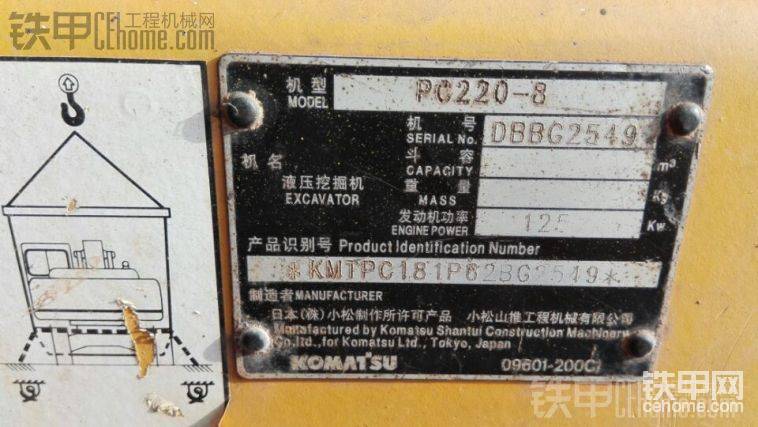 铁甲 工程机械网
CEhome.com
机型 PC220-8
MODEL
机号 DBBG2549
SERIAL No.
斗容 m³
CAPACITY
机名
液压挖掘机
EXCAVATOR
重量 Kg
MASS
发动机功率 125 Kw
ENGINE POWER
产品识别号 Product Identification Number
*KMTPC181P62BG2549*
制造者 MANUFACTURER
日本(株)小松制作所许可产品 小松山推工程机械有限公司
Manufactured by Komatsu Shantui Construction Machinery
Co.,Ltd.,for Komatsu Ltd., Tokyo, Japan
KOMATSU 09601-200C
铁甲 CEhome.com
铁甲网
cehome.com